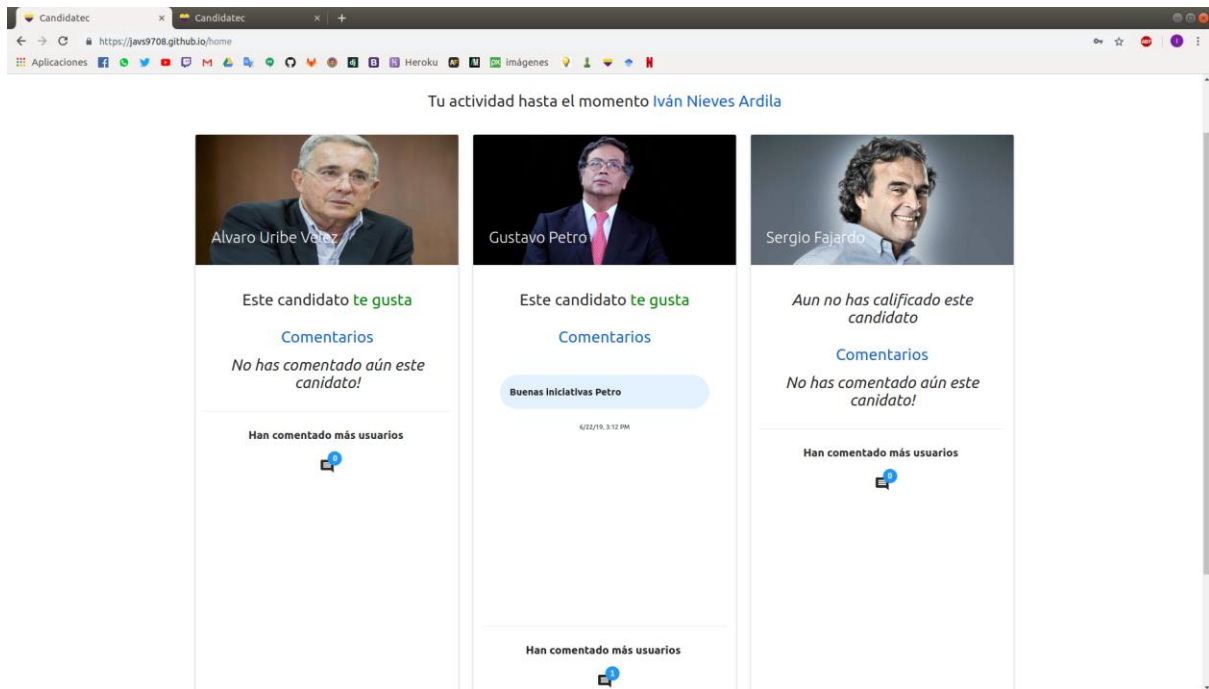 Candidatec
Candidatec
https://javs9708.github.io/home
Aplicaciones
Heroku
imágenes
Tu actividad hasta el momento Iván Nieves Ardila
Alvaro Uribe Velez
Gustavo Petro
Sergio Fajardo
Este candidato te gusta
Comentarios
No has comentado aún este
canidato!
Han comentado más usuarios
0
Este candidato te gusta
Comentarios
Buenas iniciativas Petro
6/22/19, 3:12 PM
Han comentado más usuarios
1
Aun no has calificado este
candidato
Comentarios
No has comentado aún este
canidato!
Han comentado más usuarios
0